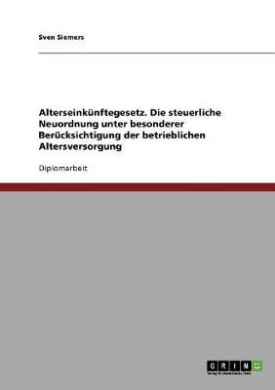 Sven Siemers
Alterseinkünftegesetz. Die steuerliche
Neuordnung unter besonderer
Berücksichtigung der betrieblichen
Altersversorgung
Diplomarbeit
GRIN